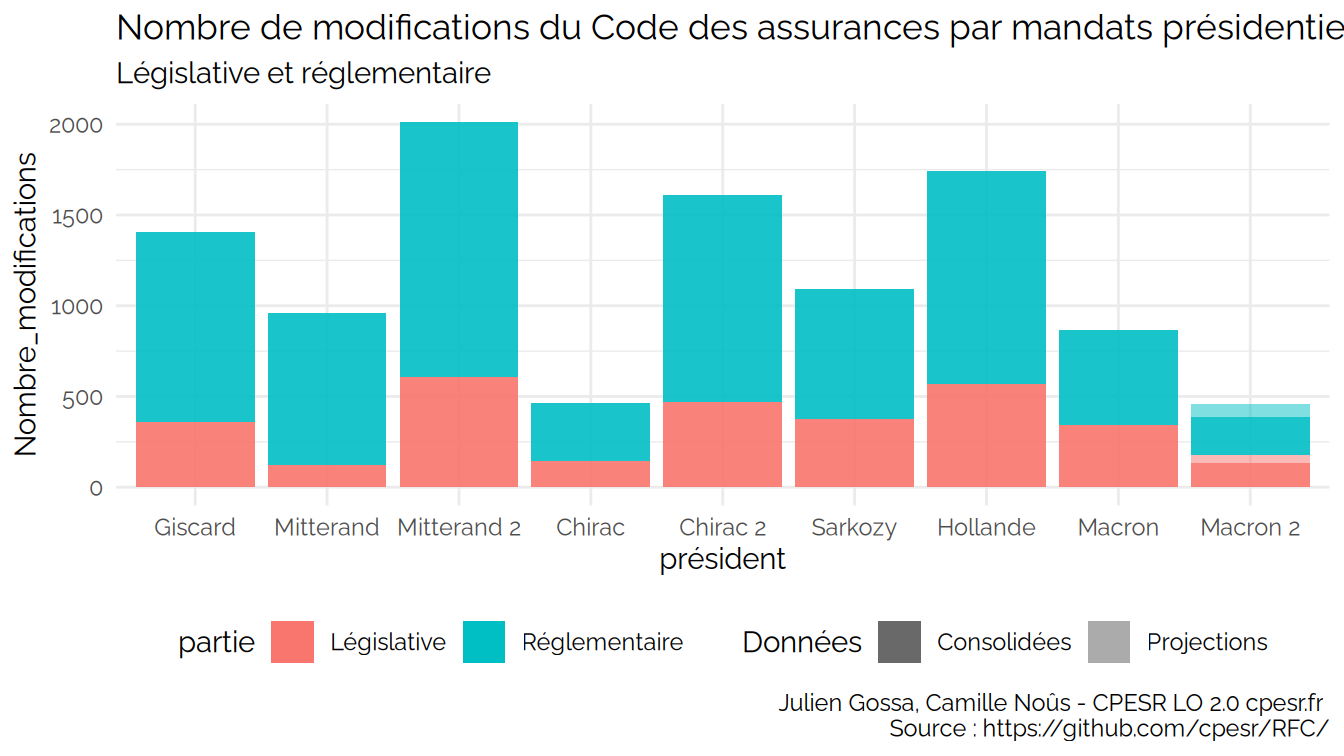 Nombre de modifications du Code des assurances par mandats présidentie
Législative et réglementaire
Nombre_modifications
2000
1500
1000
500
0
Giscard Mitterand Mitterand 2 Chirac Chirac 2 Sarkozy Hollande Macron Macron 2
président
partie Législative Réglementaire Données Consolidées Projections
Julien Gossa, Camille Noûs - CPESR LO 2.0 cpesr.fr
Source : https://github.com/cpesr/RFC/